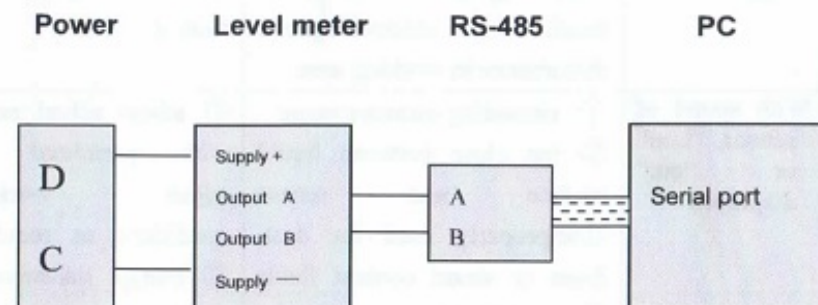 Power Level meter RS-485 PC
D
C
Supply +
Output A
Output B
Supply —
A
B
Serial port